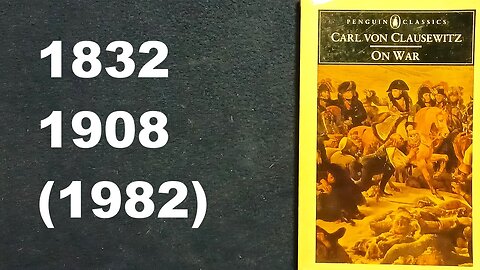 1832
1908
(1982)
PENGUIN CLASSICS
CARL VON CLAUSEWITZ
ON WAR